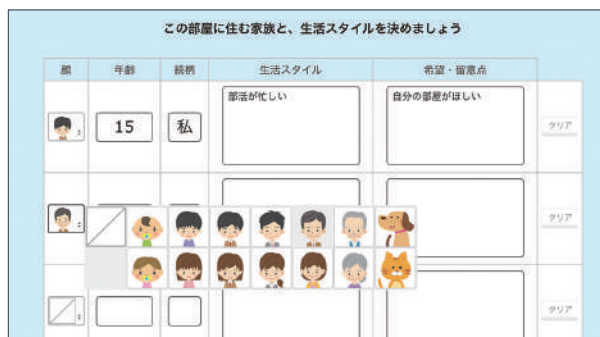 この部屋に住む家族と、生活スタイルを決めましょう
顔 年齢 続柄 生活スタイル 希望・留意点
15 私 部活が忙しい 自分の部屋がほしい クリア
クリア
クリア